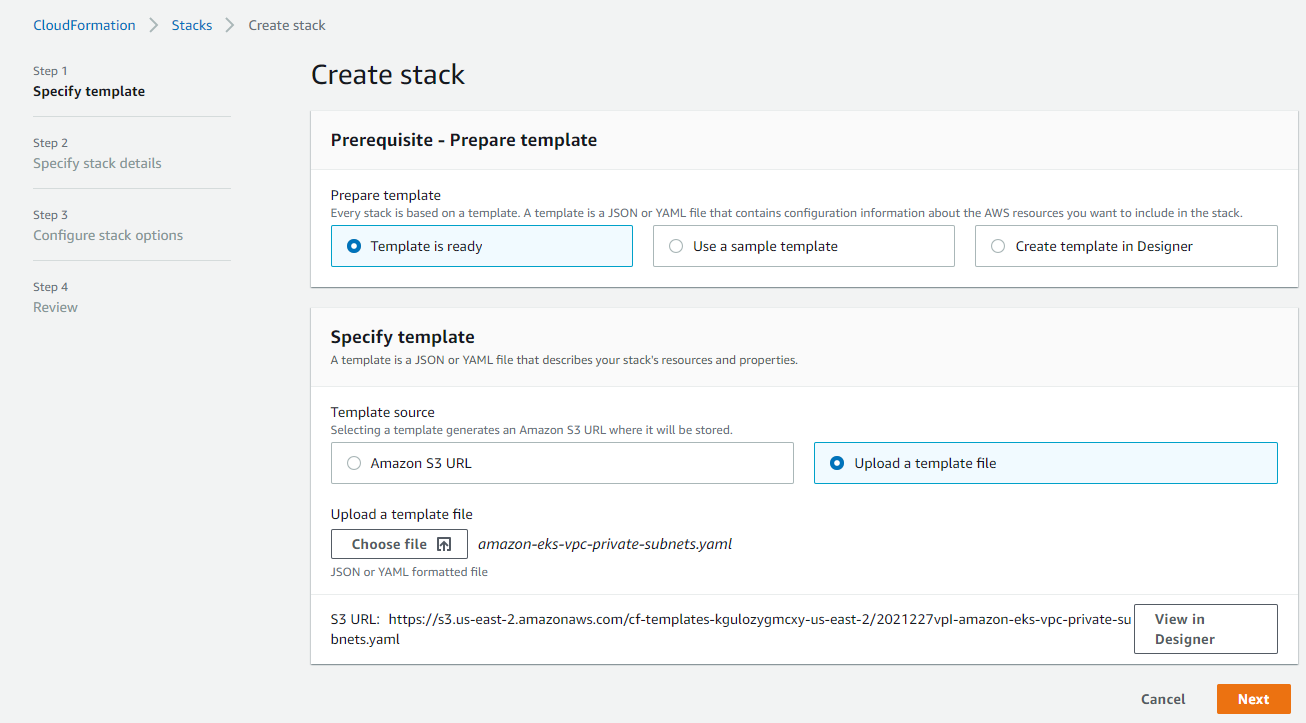 CloudFormation > Stacks > Create stack
Step 1
Specify template
Step 2
Specify stack details
Step 3
Configure stack options
Step 4
Review
Create stack
Prerequisite - Prepare template
Prepare template
Every stack is based on a template. A template is a JSON or YAML file that contains configuration information about the AWS resources you want to include in the stack.
Template is ready
Use a sample template
Create template in Designer
Specify template
A template is a JSON or YAML file that describes your stack's resources and properties.
Template source
Selecting a template generates an Amazon S3 URL where it will be stored.
Amazon S3 URL
Upload a template file
Upload a template file
Choose file amazon-eks-vpc-private-subnets.yaml
JSON or YAML formatted file
S3 URL: https://s3.us-east-2.amazonaws.com/cf-templates-kgulozygmcxy-us-east-2/2021227vpI-amazon-eks-vpc-private-su
bnets.yaml
View in
Designer
Cancel
Next